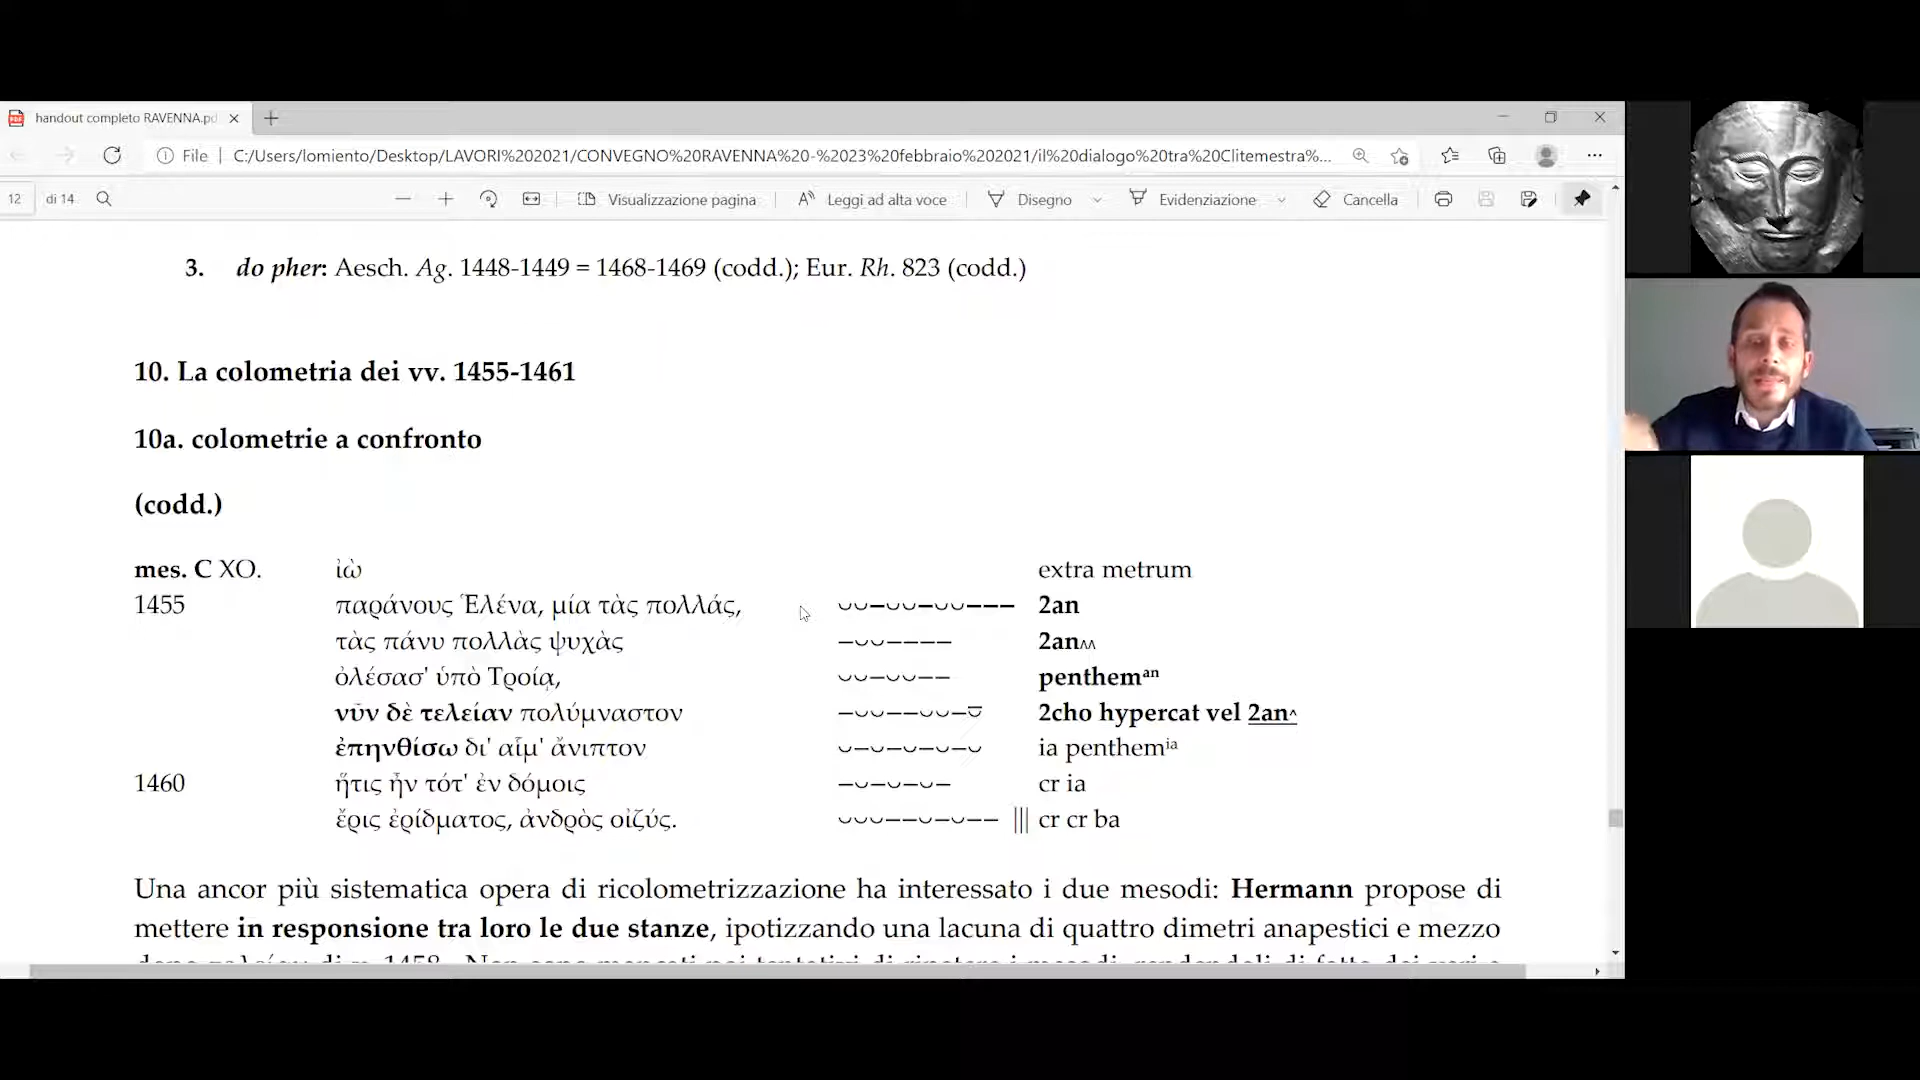 handout completo RAVENNA.pd
File C:/Users/lomiento/Desktop/LAVORI%202021/CONVEGNO%20RAVENNA%20-%2023%20febbraio%202021/il%20dialogo%20tra%20Clitemestra%...
12 di 14 Visualizzazione pagina Leggi ad alta voce Disegno Evidenziazione Cancella
3. do pher: Aesch. Ag. 1448-1449 = 1468-1469 (codd.); Eur. Rh. 823 (codd.)
10. La colometria dei vv. 1455-1461
10a. colometrie a confronto
(codd.)
mes. C ΧΟ. ἰὼ extra metrum
1455 παράνους Ἑλένα, μία τὰς πολλάς, ⏑⏑–⏑⏑–⏑⏑––– 2an
τὰς πάνυ πολλὰς ψυχὰς –⏑⏑–––– 2an^^
ὀλέσασ' ὑπὸ Τροίᾳ, ⏑⏑–⏑⏑–– penthemᵃⁿ
νῦν δὲ τελείαν πολύμναστον –⏑⏑––⏑⏑–⏑̅ 2cho hypercat vel 2an^
ἐπηνθίσω δι' αἷμ' ἄνιπτον ⏑–⏑–⏑–⏑–⏑ ia penthemⁱᵃ
1460 ἥτις ἦν τότ' ἐν δόμοις –⏑–⏑–⏑– cr ia
ἔρις ἐρίδματος, ἀνδρὸς οἰζύς. ⏑⏑⏑––⏑–⏑–– ||| cr cr ba
Una ancor più sistematica opera di ricolometrizzazione ha interessato i due mesodi: Hermann propose di
mettere in responsione tra loro le due stanze, ipotizzando una lacuna di quattro dimetri anapestici e mezzo